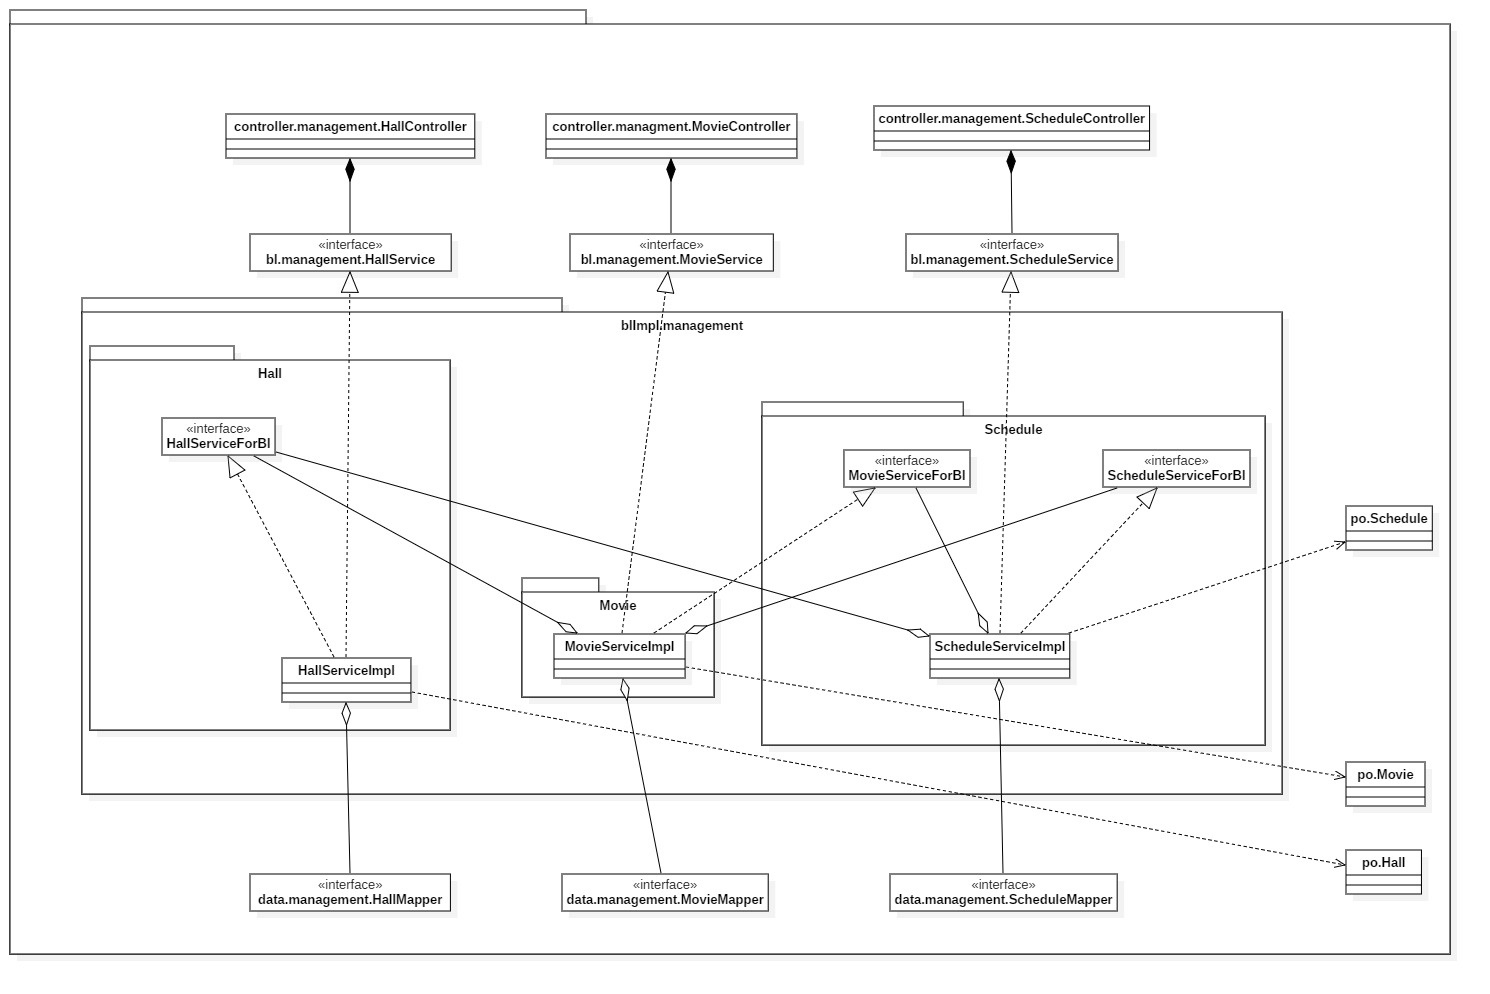 controller.management.HallController
controller.managment.MovieController
controller.management.ScheduleController
«interface»
bl.management.HallService
«interface»
bl.management.MovieService
«interface»
bl.management.ScheduleService
blImpl.management
Hall
«interface»
HallServiceForBl
Schedule
«interface»
MovieServiceForBl
«interface»
ScheduleServiceForBl
po.Schedule
Movie
MovieServiceImpl
ScheduleServiceImpl
HallServiceImpl
po.Movie
po.Hall
«interface»
data.management.HallMapper
«interface»
data.management.MovieMapper
«interface»
data.management.ScheduleMapper